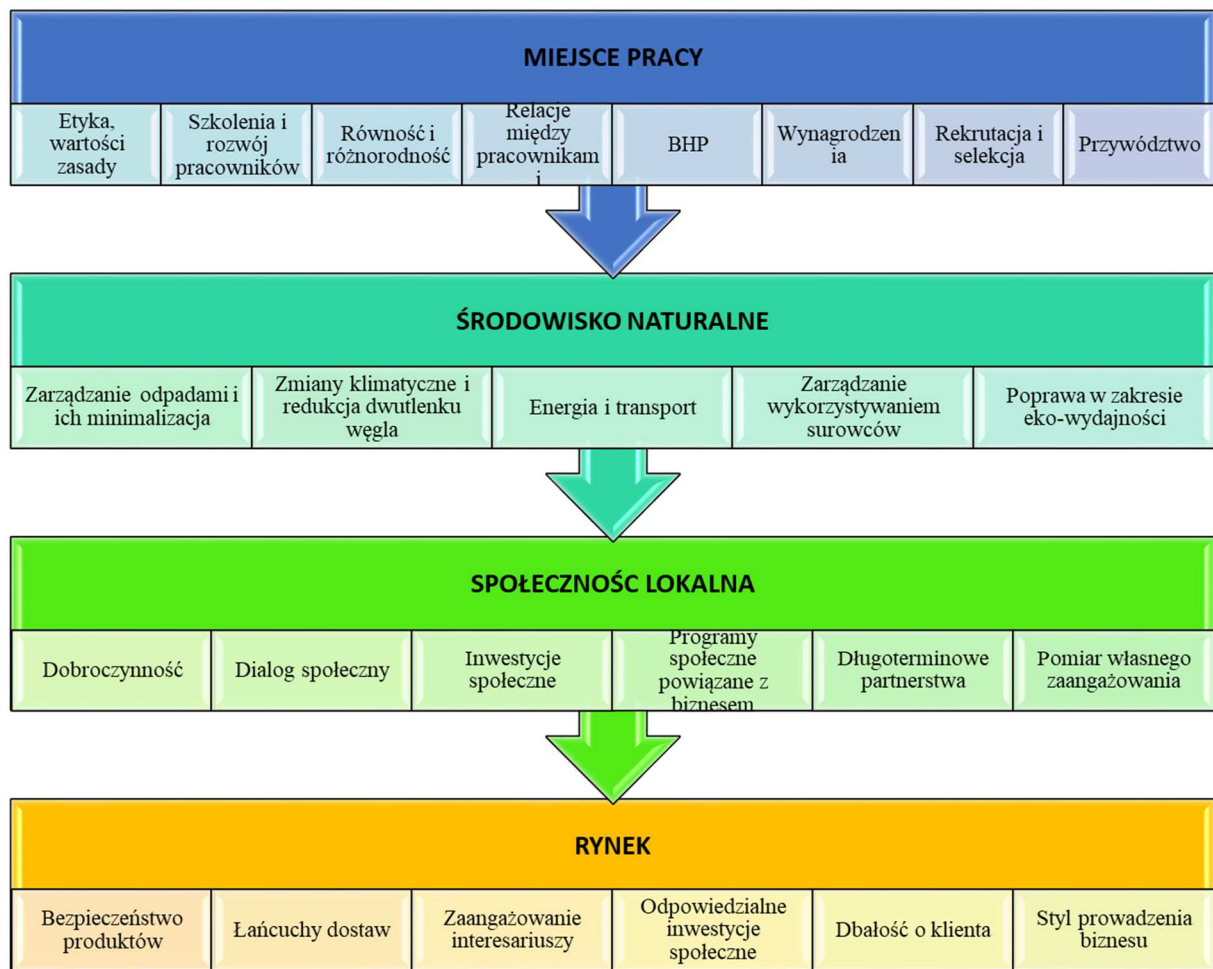 MIEJSCE PRACY
Etyka,
wartości
zasady
Szkolenia i
rozwój
pracowników
Równość i
różnorodność
Relacje
między
pracownikam
i
BHP
Wynagrodzen
ia
Rekrutacja i
selekcja
Przywództwo
ŚRODOWISKO NATURALNE
Zarządzanie odpadami i
ich minimalizacja
Zmiany klimatyczne i
redukcja dwutlenku
węgla
Energia i transport
Zarządzanie
wykorzystywaniem
surowców
Poprawa w zakresie
eko-wydajności
SPOŁECZNOŚC LOKALNA
Dobroczynność
Dialog społeczny
Inwestycje
społeczne
Programy
społeczne
powiązane z
biznesem
Długoterminowe
partnerstwa
Pomiar własnego
zaangażowania
RYNEK
Bezpieczeństwo
produktów
Łańcuchy dostaw
Zaangażowanie
interesariuszy
Odpowiedzialne
inwestycje
społeczne
Dbałość o klienta
Styl prowadzenia
biznesu